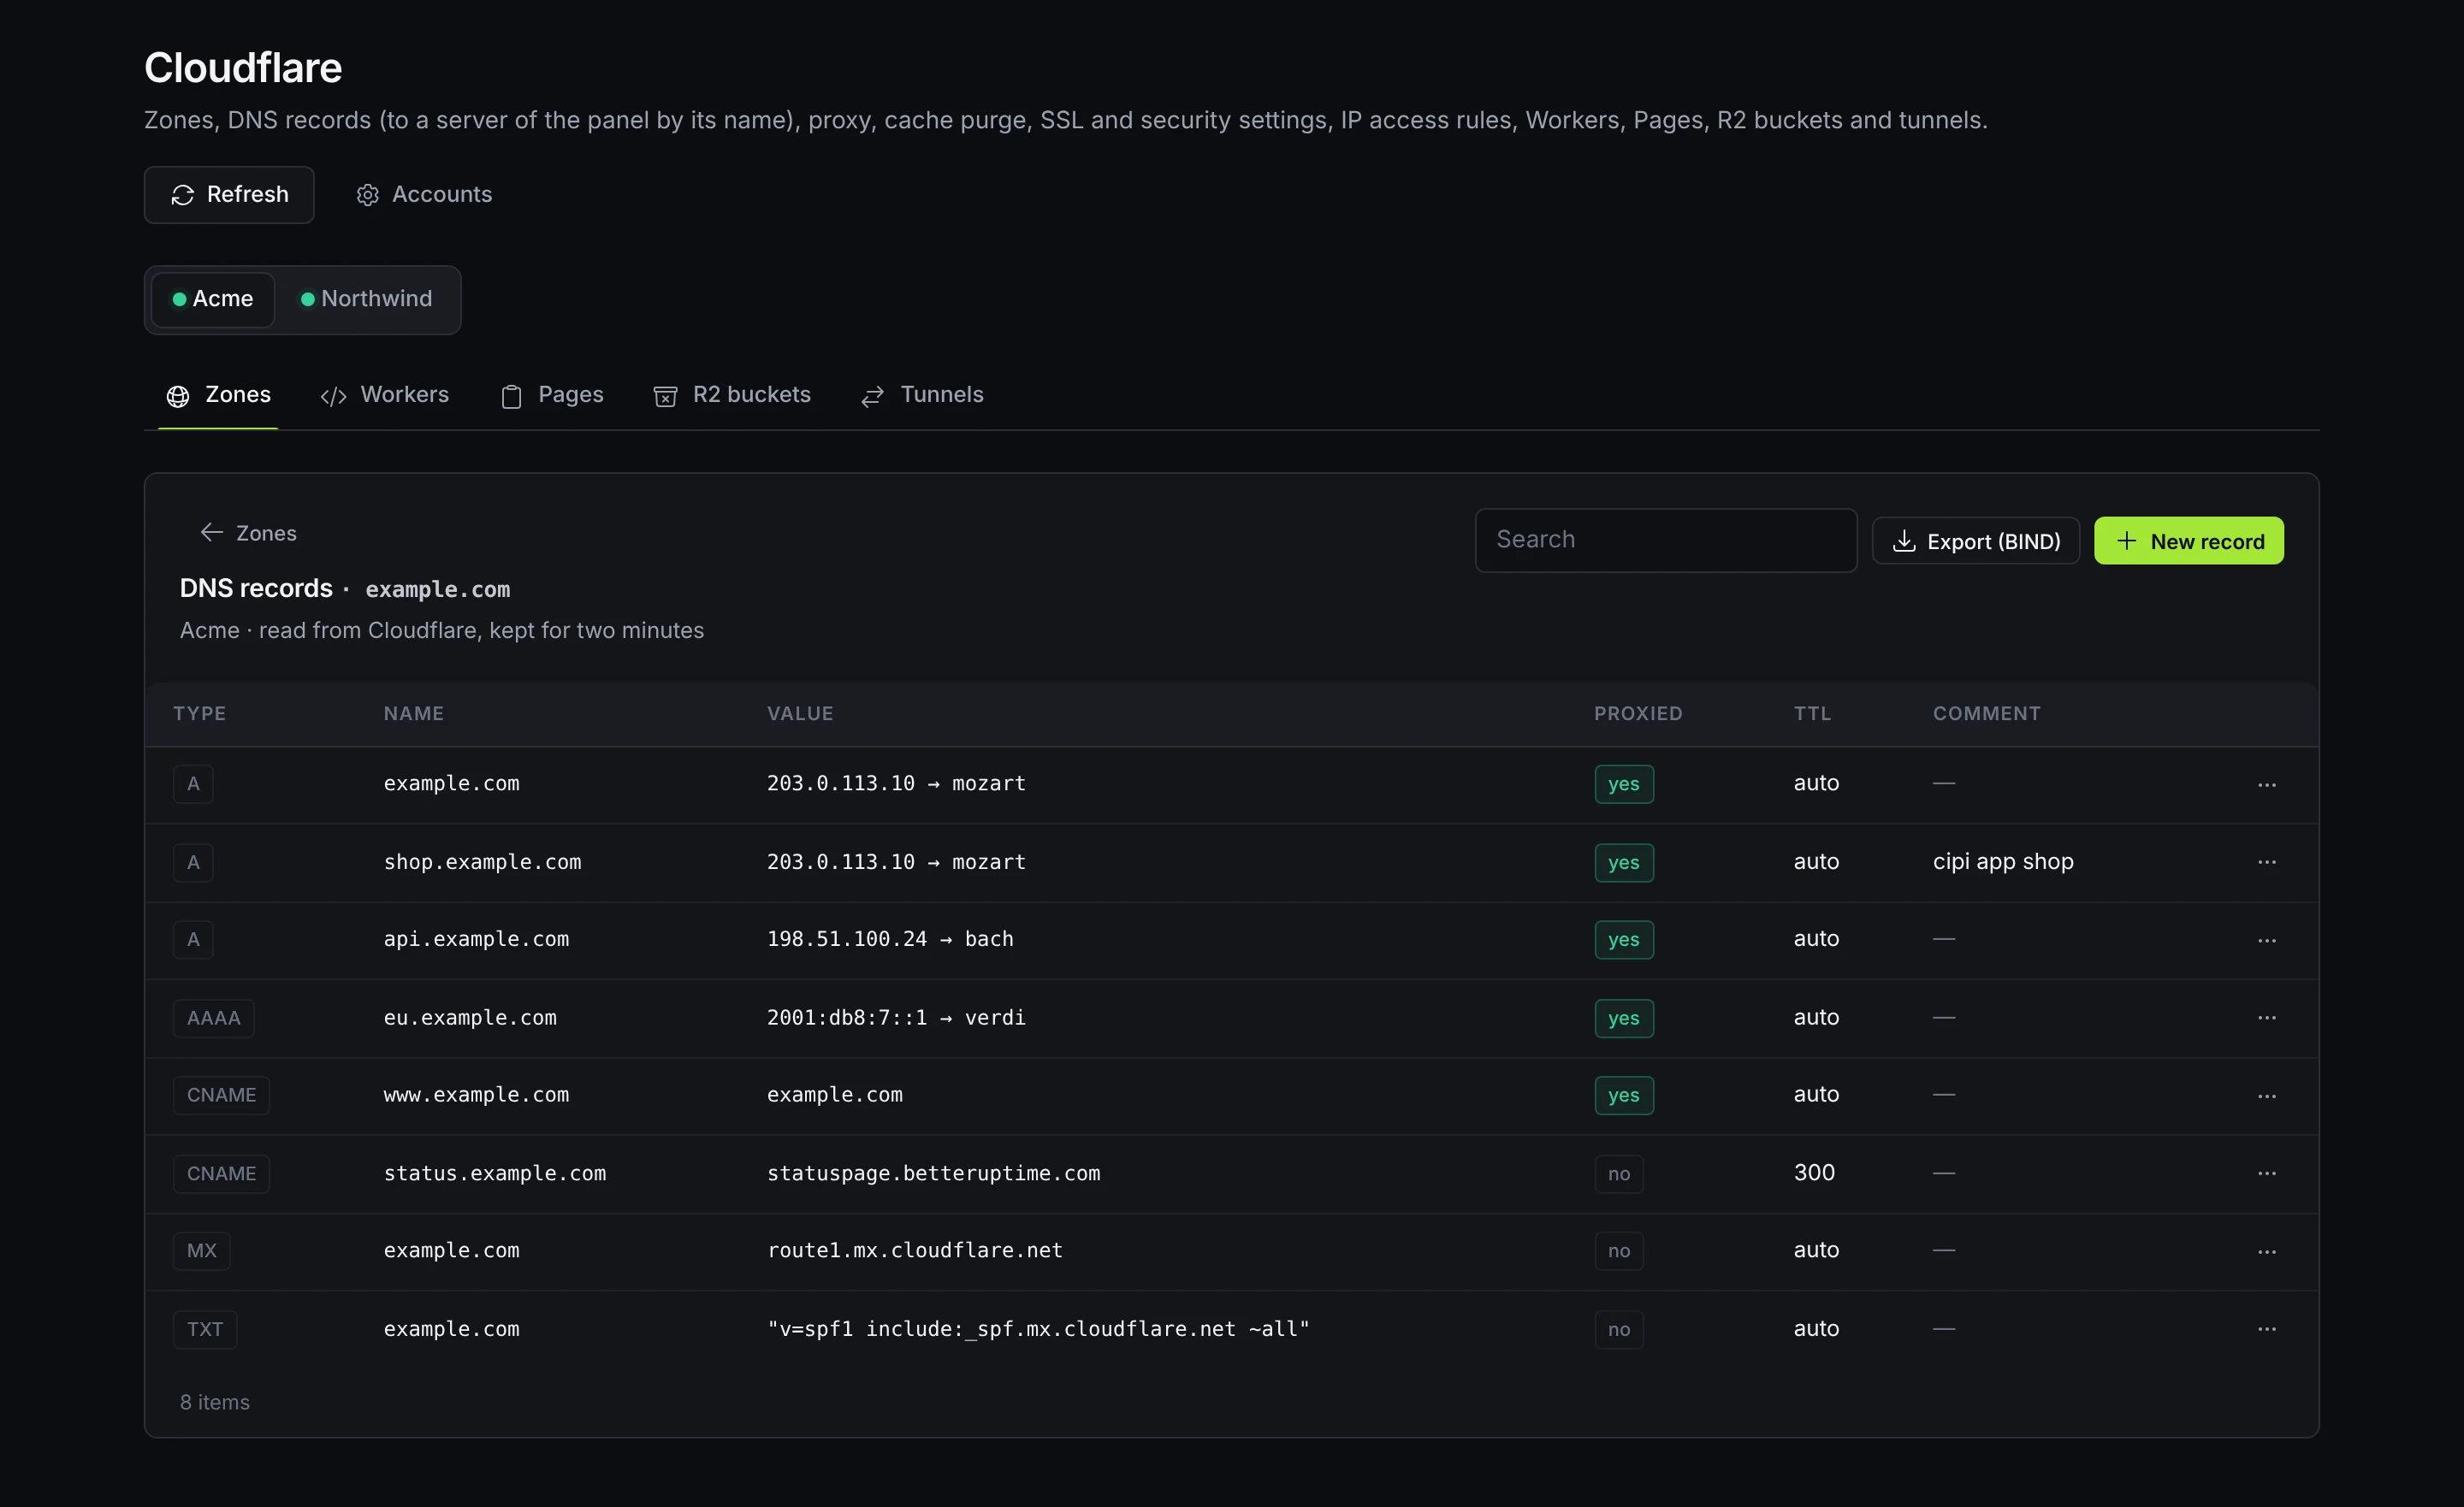 Cloudflare
Zones, DNS records (to a server of the panel by its name), proxy, cache purge, SSL and security settings, IP access rules, Workers, Pages, R2 buckets and tunnels.
Refresh Accounts
Acme Northwind
Zones Workers Pages R2 buckets Tunnels
Zones Search Export (BIND) New record
DNS records · example.com
Acme · read from Cloudflare, kept for two minutes
TYPE NAME VALUE PROXIED TTL COMMENT
A example.com 203.0.113.10 → mozart yes auto —
A shop.example.com 203.0.113.10 → mozart yes auto cipi app shop
A api.example.com 198.51.100.24 → bach yes auto —
AAAA eu.example.com 2001:db8:7::1 → verdi yes auto —
CNAME www.example.com example.com yes auto —
CNAME status.example.com statuspage.betteruptime.com no 300 —
MX example.com route1.mx.cloudflare.net no auto —
TXT example.com "v=spf1 include:_spf.mx.cloudflare.net ~all" no auto —
8 items